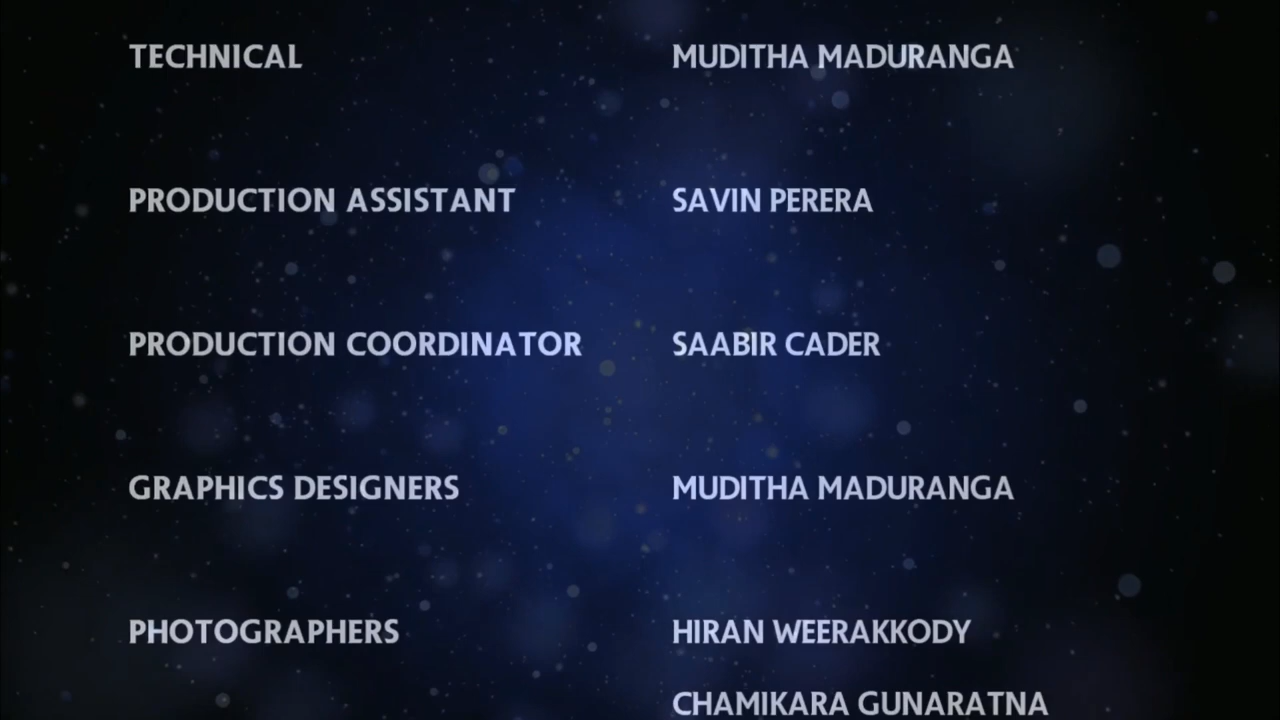 TECHNICAL MUDITHA MADURANGA
PRODUCTION ASSISTANT SAVIN PERERA
PRODUCTION COORDINATOR SAABIR CADER
GRAPHICS DESIGNERS MUDITHA MADURANGA
PHOTOGRAPHERS HIRAN WEERAKKODY
CHAMIKARA GUNARATNA